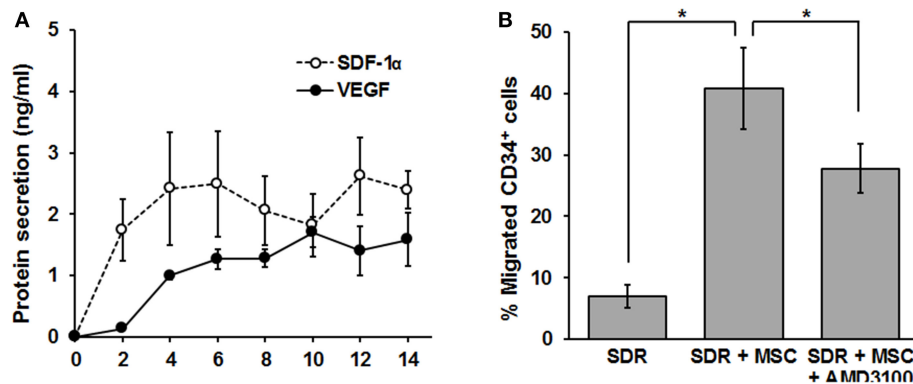 A
Protein secretion (ng/ml)
5
4
3
2
1
0
SDF-1α
VEGF
0 2 4 6 8 10 12 14
B
% Migrated CD34⁺ cells
50
40
30
20
10
0
* *
SDR SDR + MSC SDR + MSC
+ AMD3100